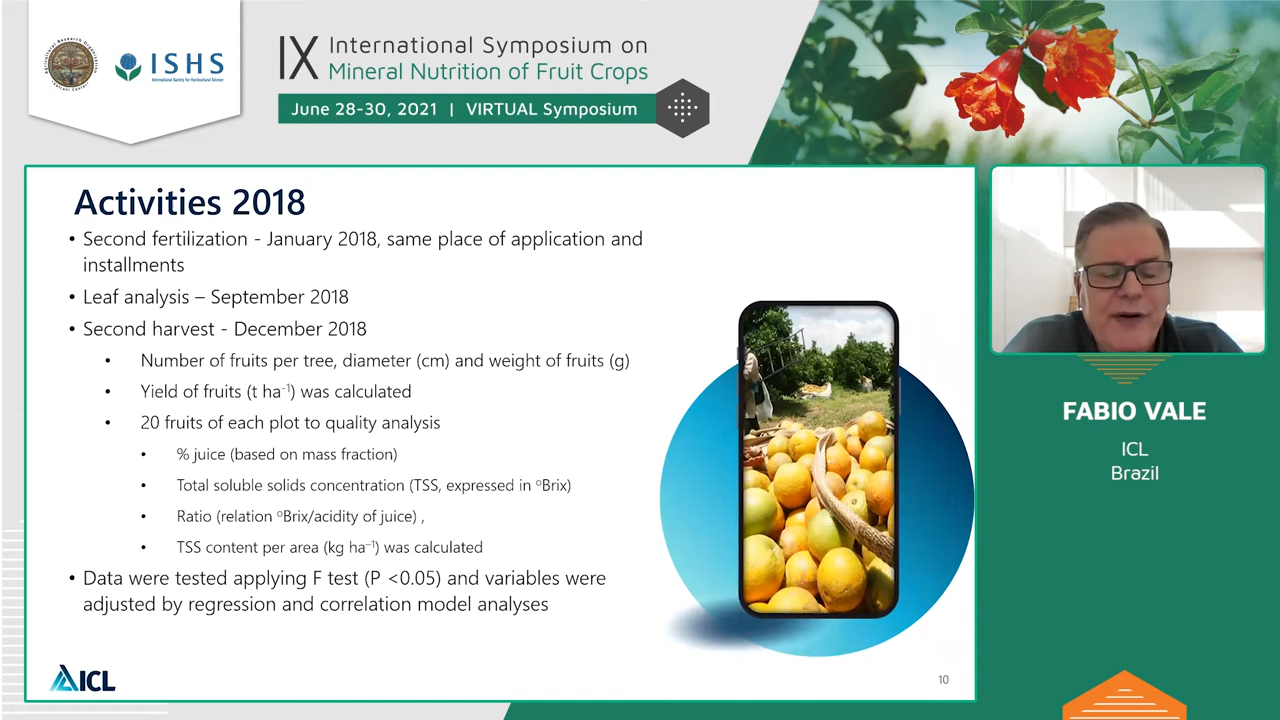 ISHS
International Society for Horticultural Science
IX International Symposium on
Mineral Nutrition of Fruit Crops
June 28-30, 2021 | VIRTUAL Symposium
Activities 2018
• Second fertilization - January 2018, same place of application and
installments
• Leaf analysis – September 2018
• Second harvest - December 2018
• Number of fruits per tree, diameter (cm) and weight of fruits (g)
• Yield of fruits (t ha⁻¹) was calculated
• 20 fruits of each plot to quality analysis
• % juice (based on mass fraction)
• Total soluble solids concentration (TSS, expressed in ºBrix)
• Ratio (relation ºBrix/acidity of juice) ,
• TSS content per area (kg ha⁻¹) was calculated
• Data were tested applying F test (P <0.05) and variables were
adjusted by regression and correlation model analyses
ICL
10
FABIO VALE
ICL
Brazil